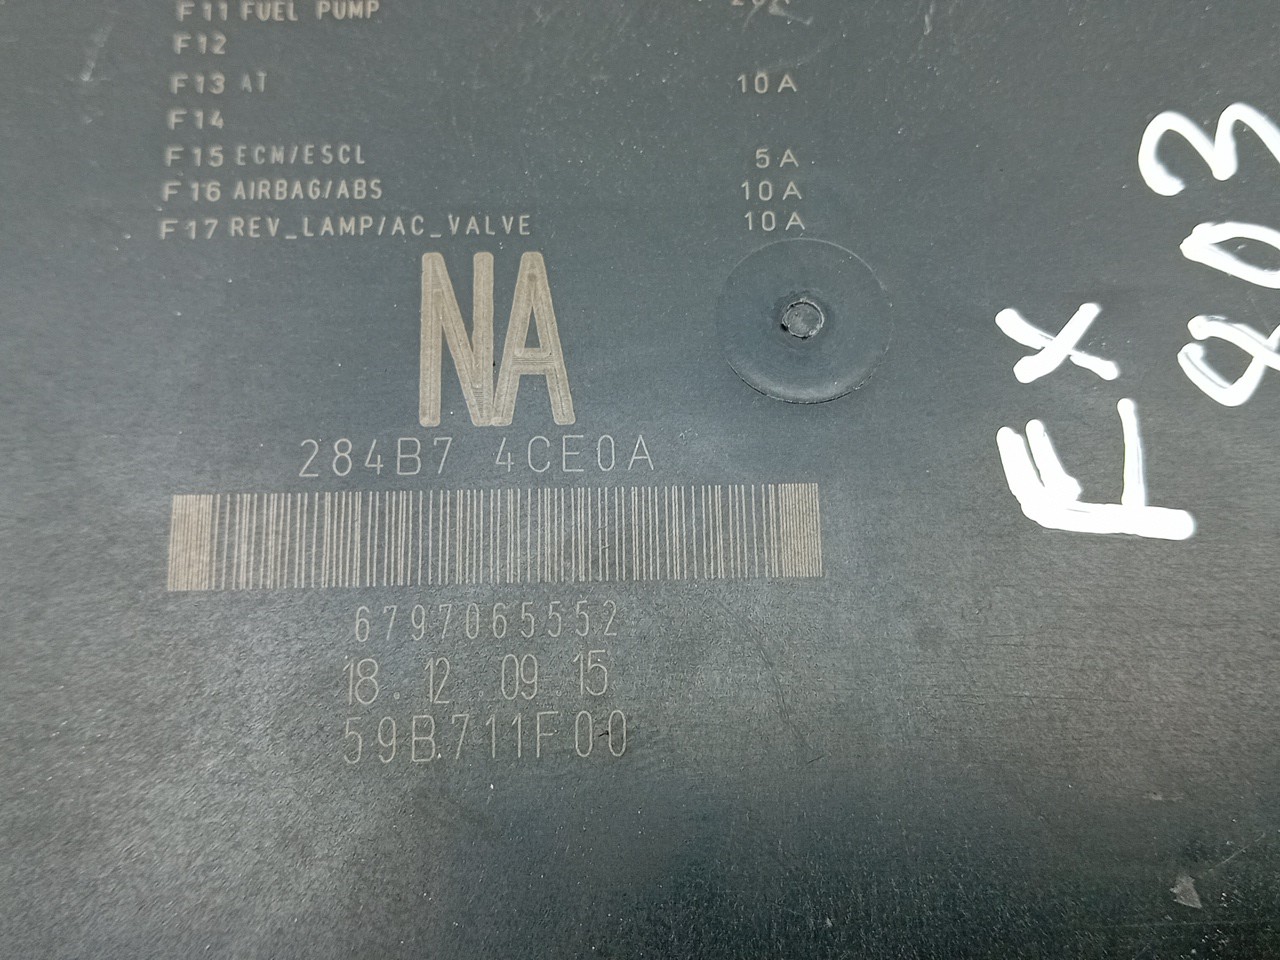 F11 FUEL PUMP 20A
F12
F13 AT 10A
F14
F15 ECM/ESCL 5A
F16 AIRBAG/ABS 10A
F17 REV_LAMP/AC_VALVE 10A
NA
284B7 4CE0A
6797065552
18.12.09.15
59B711F00
EX
403